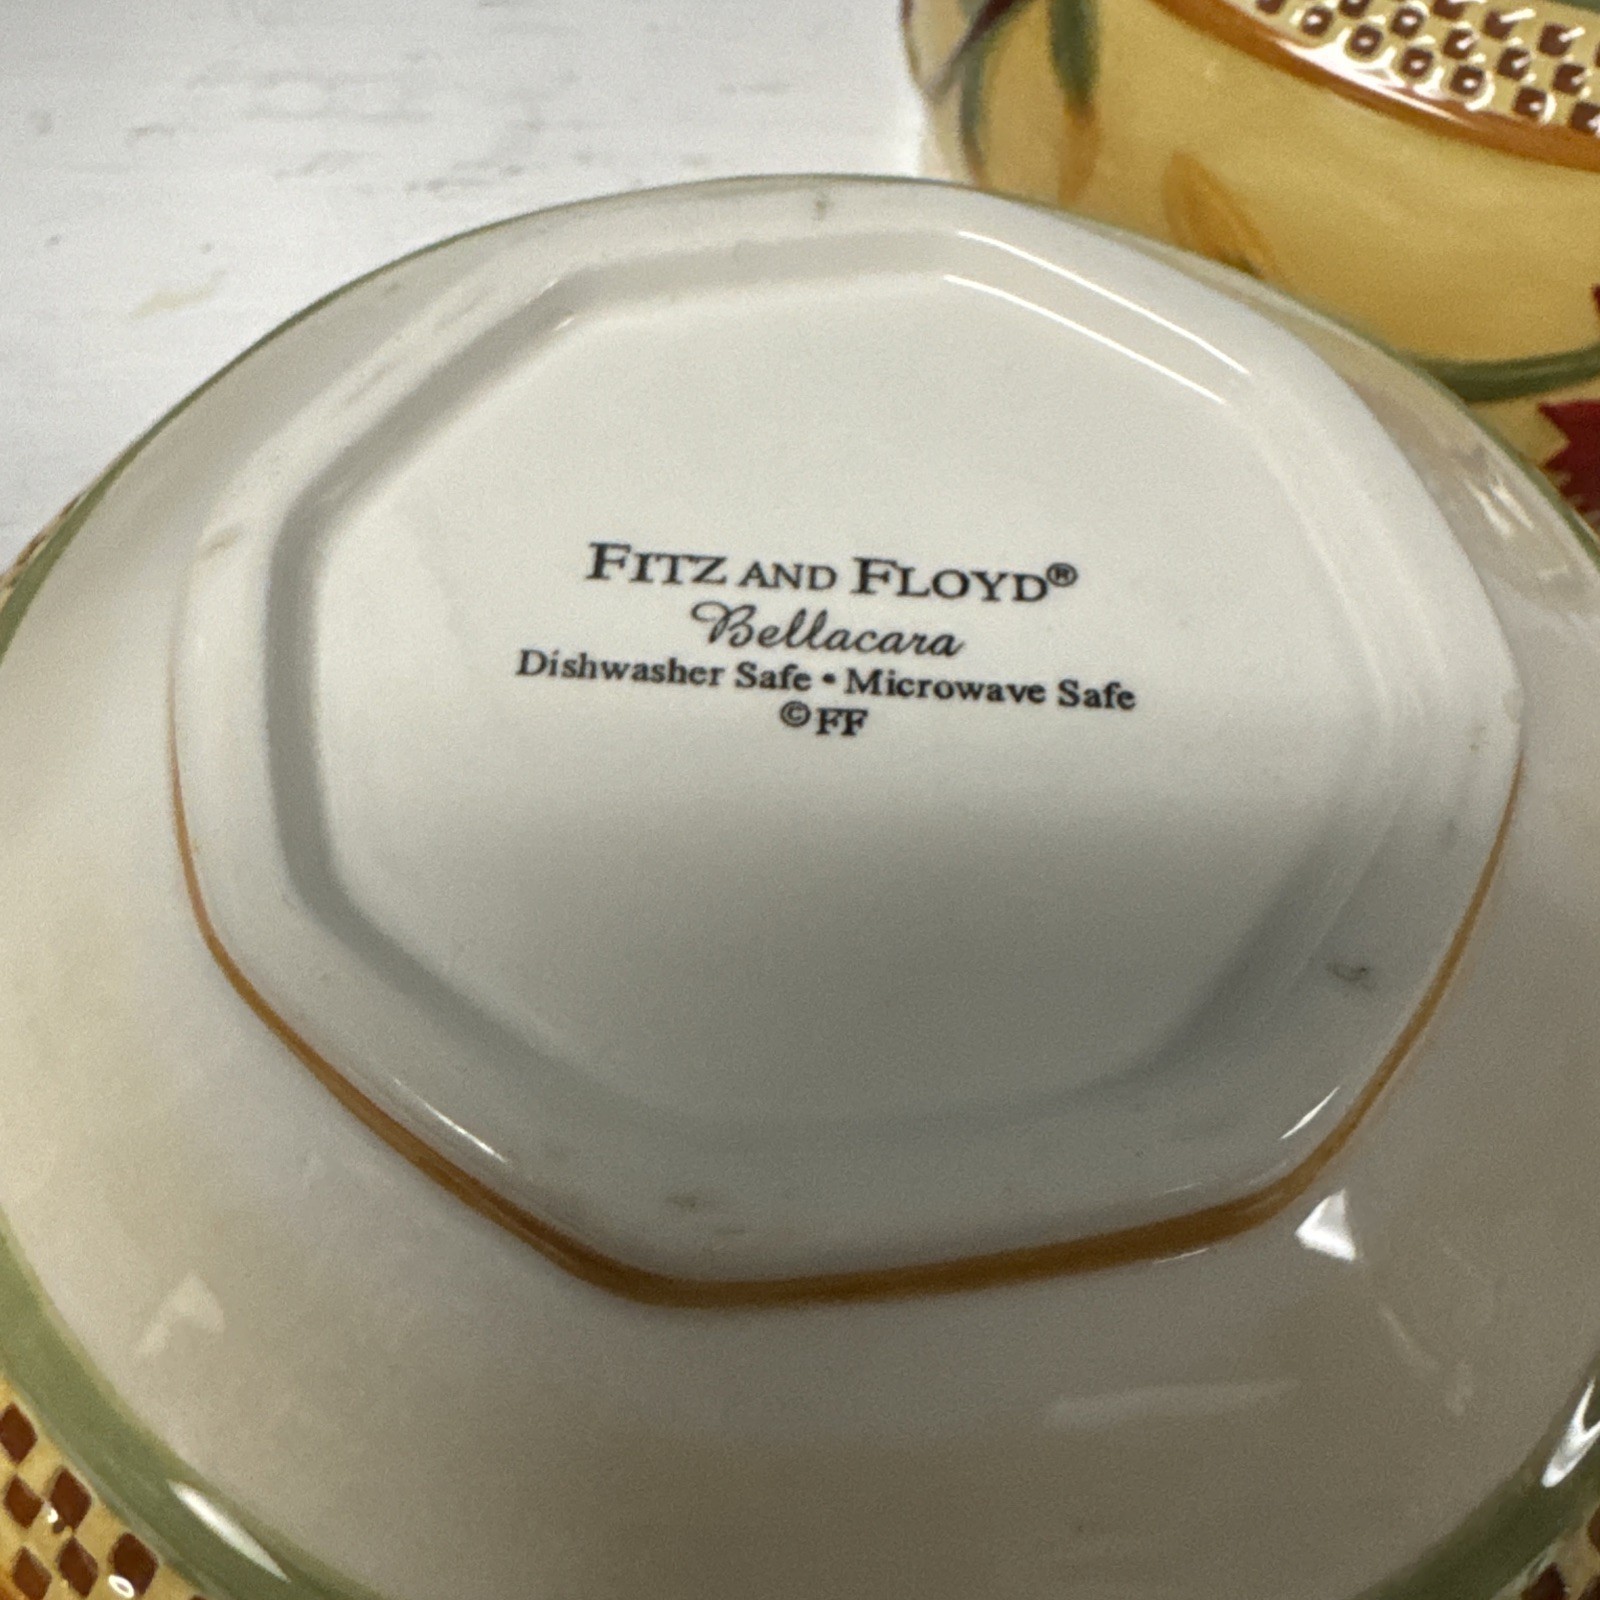 FITZ AND FLOYD®
Bellacara
Dishwasher Safe • Microwave Safe
©FF